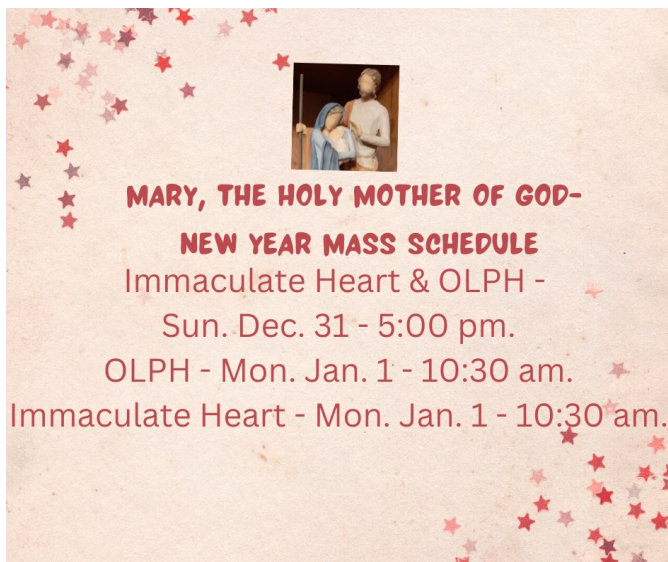 MARY, THE HOLY MOTHER OF GOD-
NEW YEAR MASS SCHEDULE
Immaculate Heart & OLPH -
Sun. Dec. 31 - 5:00 pm.
OLPH - Mon. Jan. 1 - 10:30 am.
Immaculate Heart - Mon. Jan. 1 - 10:30 am.